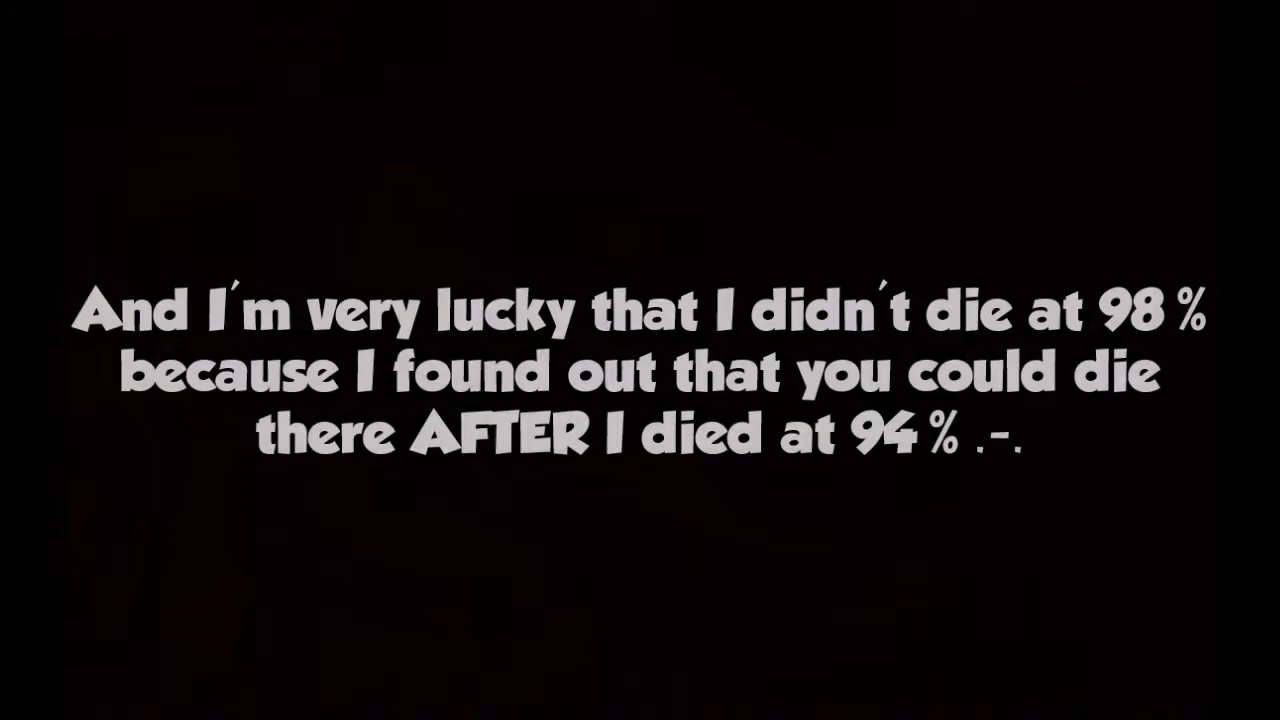 And I'm very lucky that I didn't die at 98%
because I found out that you could die
there AFTER I died at 94% .-.